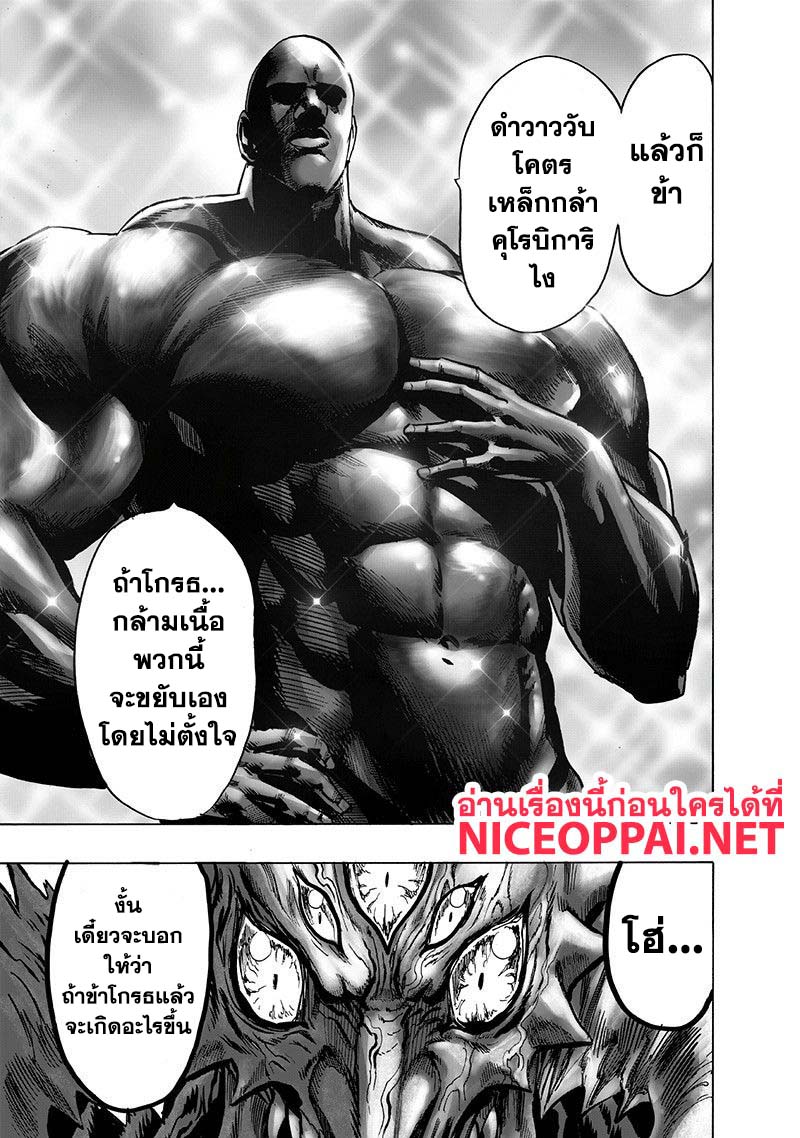 แล้วก็
ข้า
ดำวาววับ
โคตร
เหล็กกล้า
คุโรบิการิ
ไง
ถ้าโกรธ...
กล้ามเนื้อ
พวกนี้
จะขยับเอง
โดยไม่ตั้งใจ
อ่านเรื่องนี้ก่อนใครได้ที่
NICEOPPAI.NET
โฮ่...
งั้น
เดี๋ยวจะบอก
ให้ว่า
ถ้าข้าโกรธแล้ว
จะเกิดอะไรขึ้น